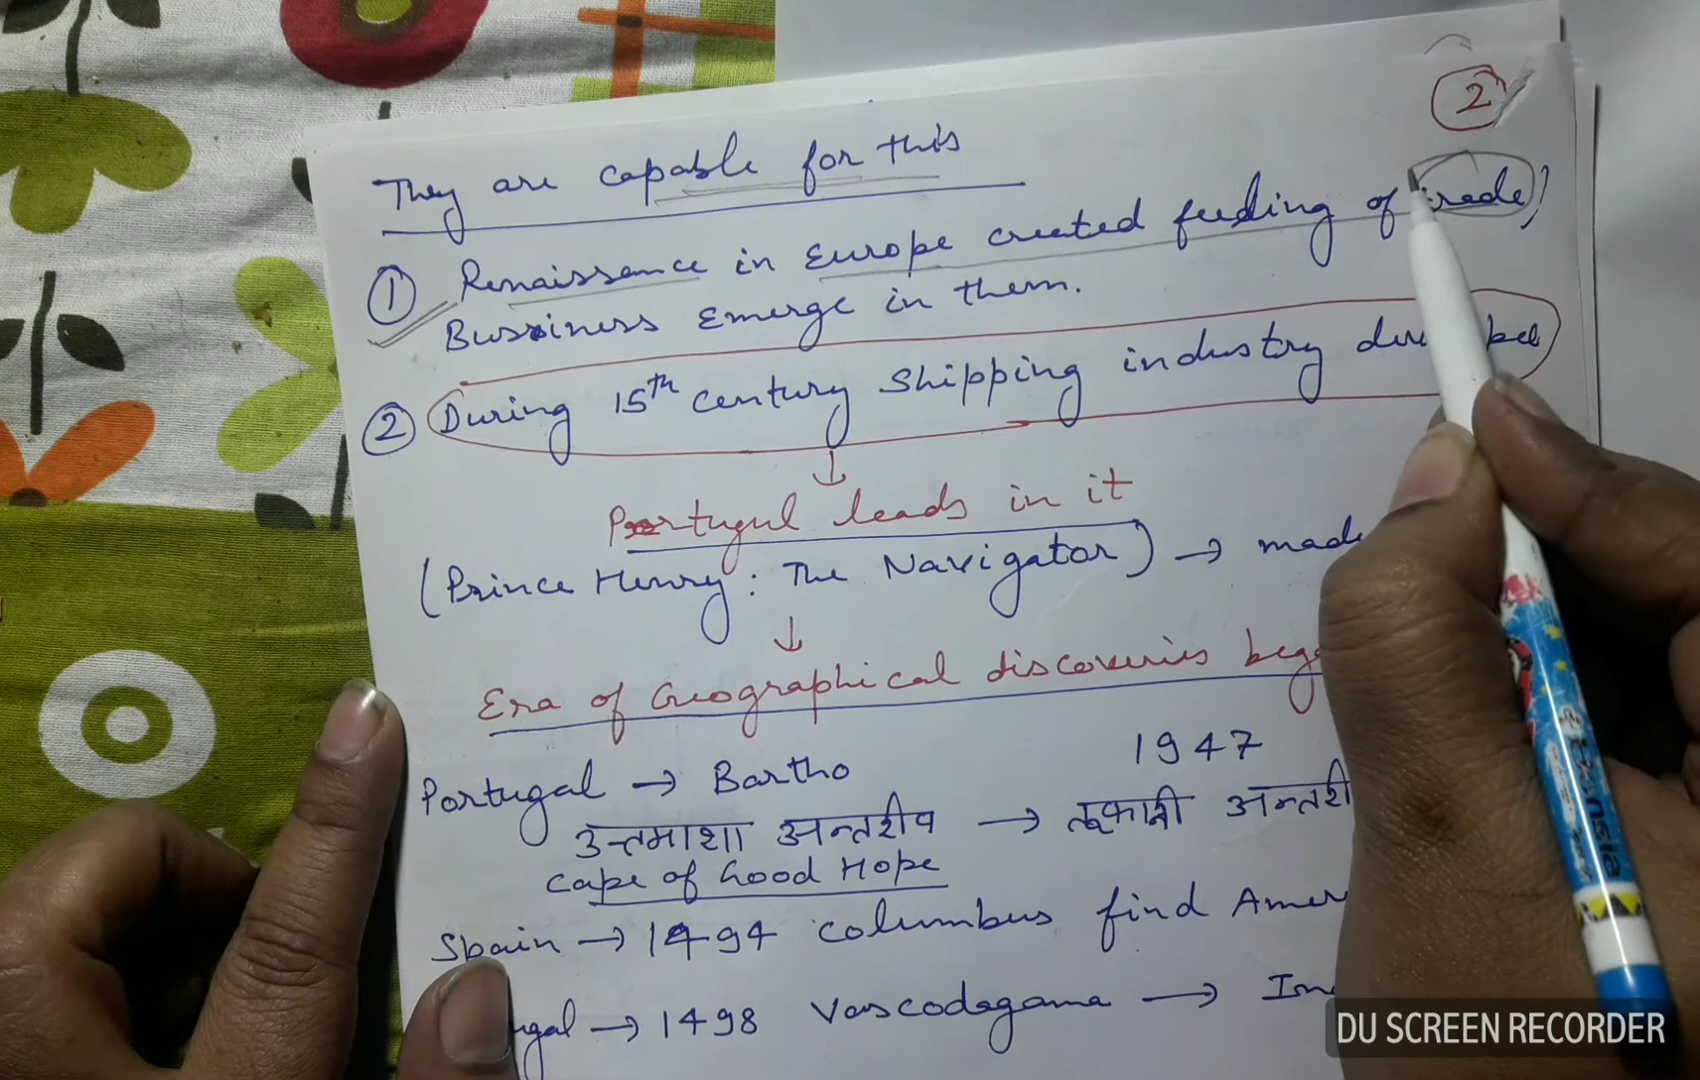 2
They are capable for this
① Renaissance in Europe created feeding of trade,
Bussiness Emerge in them.
② During 15th century Shipping industry
↓
Portugul leads in it
(Prince Henry: The Navigator) → made
↓
Era of Geographical discoveries
Portugal → Bartho 1947
उत्तमाशा अन्तरीप → तूफानी
Cape of Good Hope
Spain → 1494 Columbus find
→ 1498 Vascodagama →
DU SCREEN RECORDER